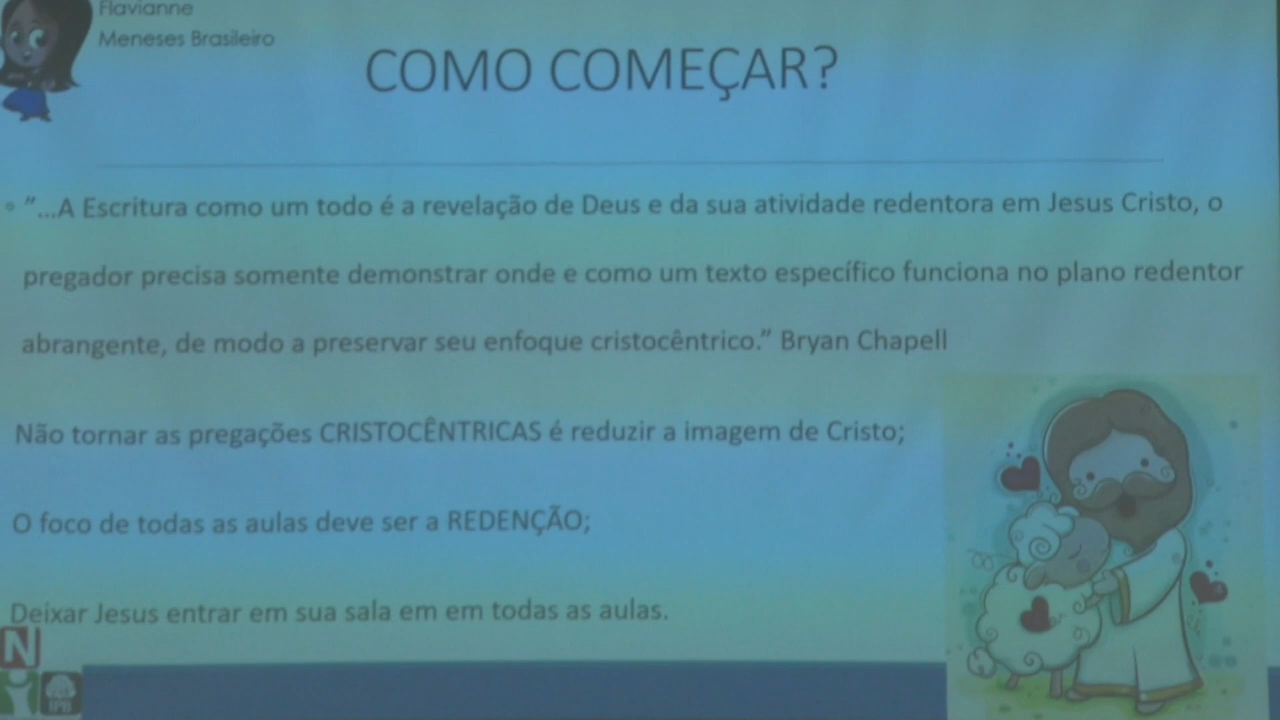 Flavianne
Meneses Brasileiro
COMO COMEÇAR?
"...A Escritura como um todo é a revelação de Deus e da sua atividade redentora em Jesus Cristo, o
pregador precisa somente demonstrar onde e como um texto específico funciona no plano redentor
abrangente, de modo a preservar seu enfoque cristocêntrico." Bryan Chapell
Não tornar as pregações CRISTOCÊNTRICAS é reduzir a imagem de Cristo;
O foco de todas as aulas deve ser a REDENÇÃO;
Deixar Jesus entrar em sua sala em em todas as aulas.
N
IPB